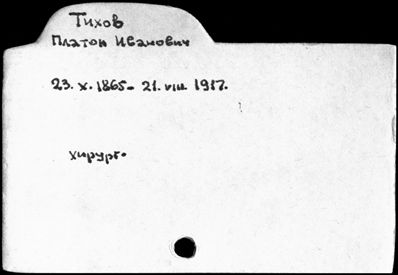 Тихов
Платон Иванович
23. X. 1865 - 21. VIII 1917.
хирург.